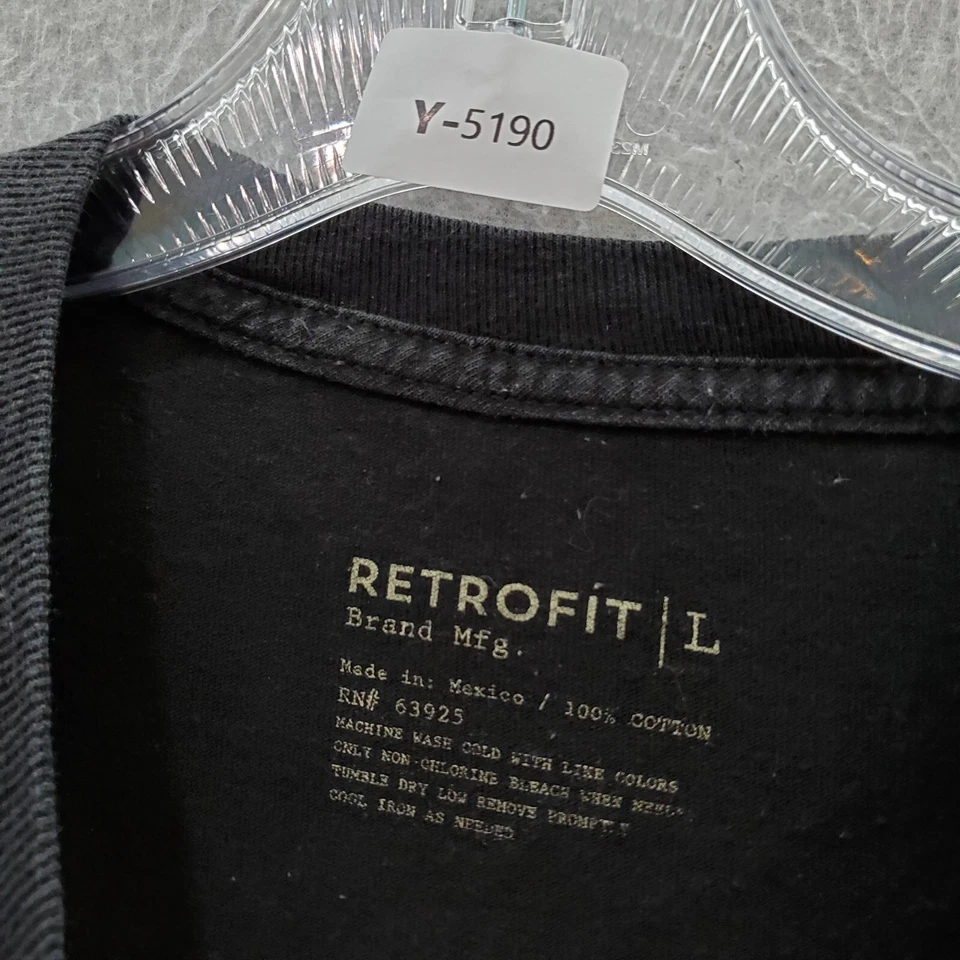 Y-5190
RETROFIT | L
Brand Mfg.
Made in: Mexico / 100% COTTON
RN# 63925
MACHINE WASH COLD WITH LIKE COLORS
ONLY NON-CHLORINE BLEACH WHEN
TUMBLE DRY LOW REMOVE PROMPTLY
COOL IRON AS NEEDED